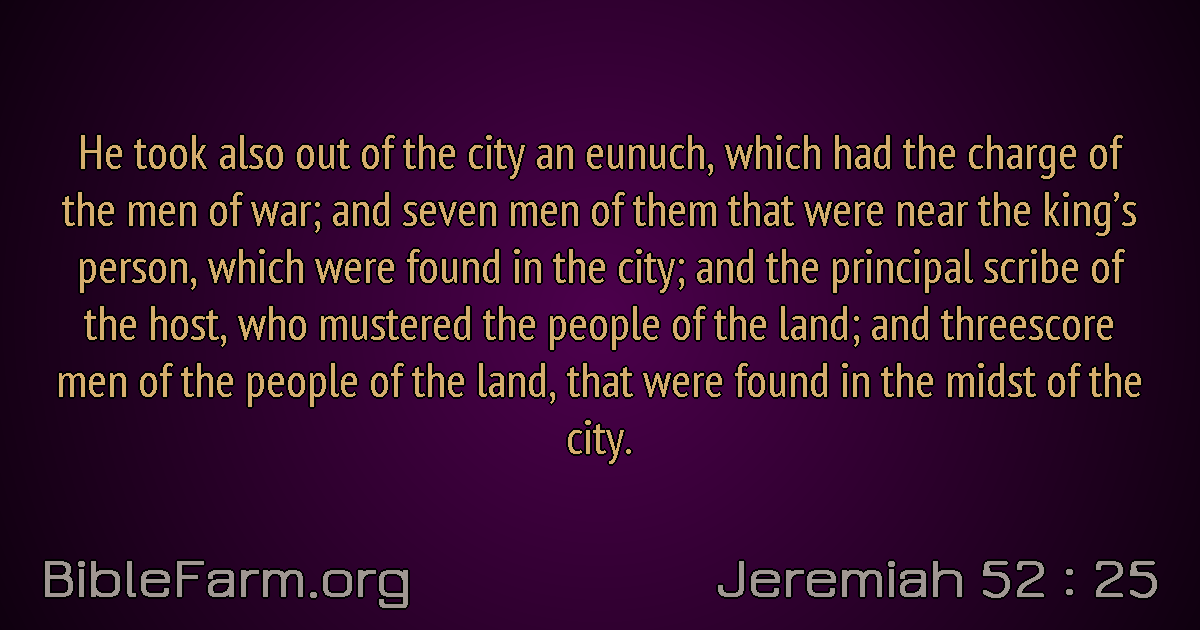 He took also out of the city an eunuch, which had the charge of
the men of war; and seven men of them that were near the king’s
person, which were found in the city; and the principal scribe of
the host, who mustered the people of the land; and threescore
men of the people of the land, that were found in the midst of the
city.
BibleFarm.org
Jeremiah 52 : 25